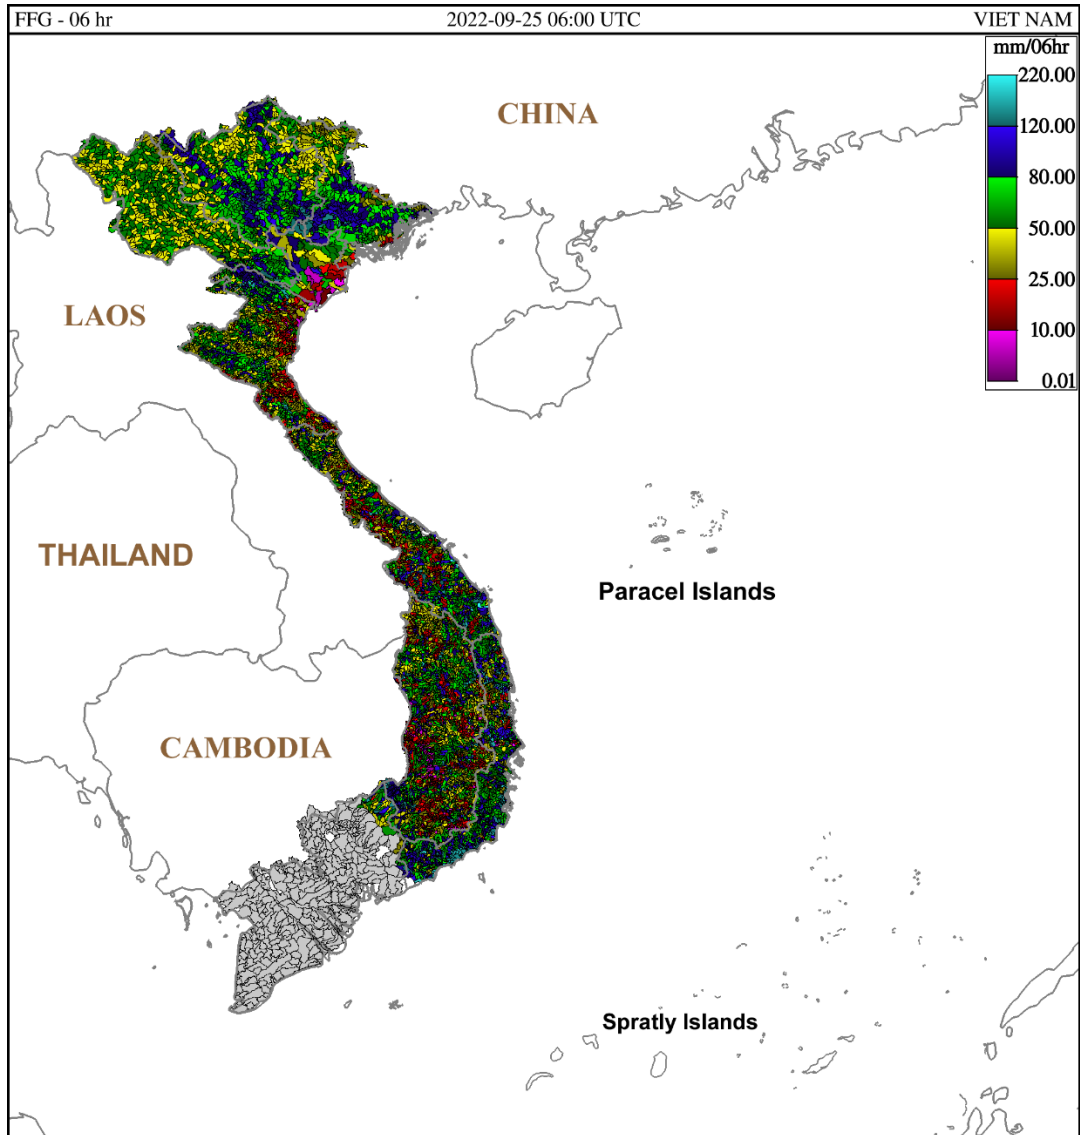 FFG - 06 hr
2022-09-25 06:00 UTC
VIET NAM
mm/06hr
220.00
120.00
80.00
50.00
25.00
10.00
0.01
CHINA
LAOS
THAILAND
Paracel Islands
CAMBODIA
Spratly Islands